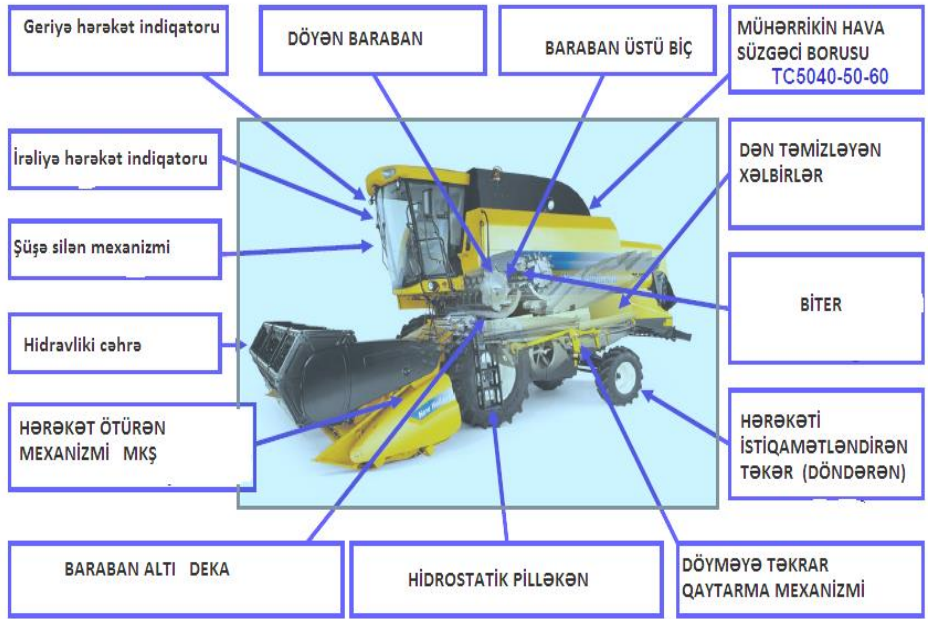 Geriyə hərəkət indiqatoru
DÖYƏN BARABAN
BARABAN ÜSTÜ BİÇ
MÜHƏRRİKİN HAVA
SÜZGƏCİ BORUSU
TC5040-50-60
İrəliyə hərəkət indiqatoru
DƏN TƏMİZLƏYƏN
XƏLBİRLƏR
Şüşə silən mexanizmi
BİTER
Hidravliki cəhrə
HƏRƏKƏT ÖTÜRƏN
MEXANİZMİ MKŞ
HƏRƏKƏTİ
İSTİQAMƏTLƏNDİRƏN
TƏKƏR (DÖNDƏRƏN)
New Holland
BARABAN ALTI DEKA
HİDROSTATİK PİLLƏKƏN
DÖYMƏYƏ TƏKRAR
QAYTARMA MEXANİZMİ